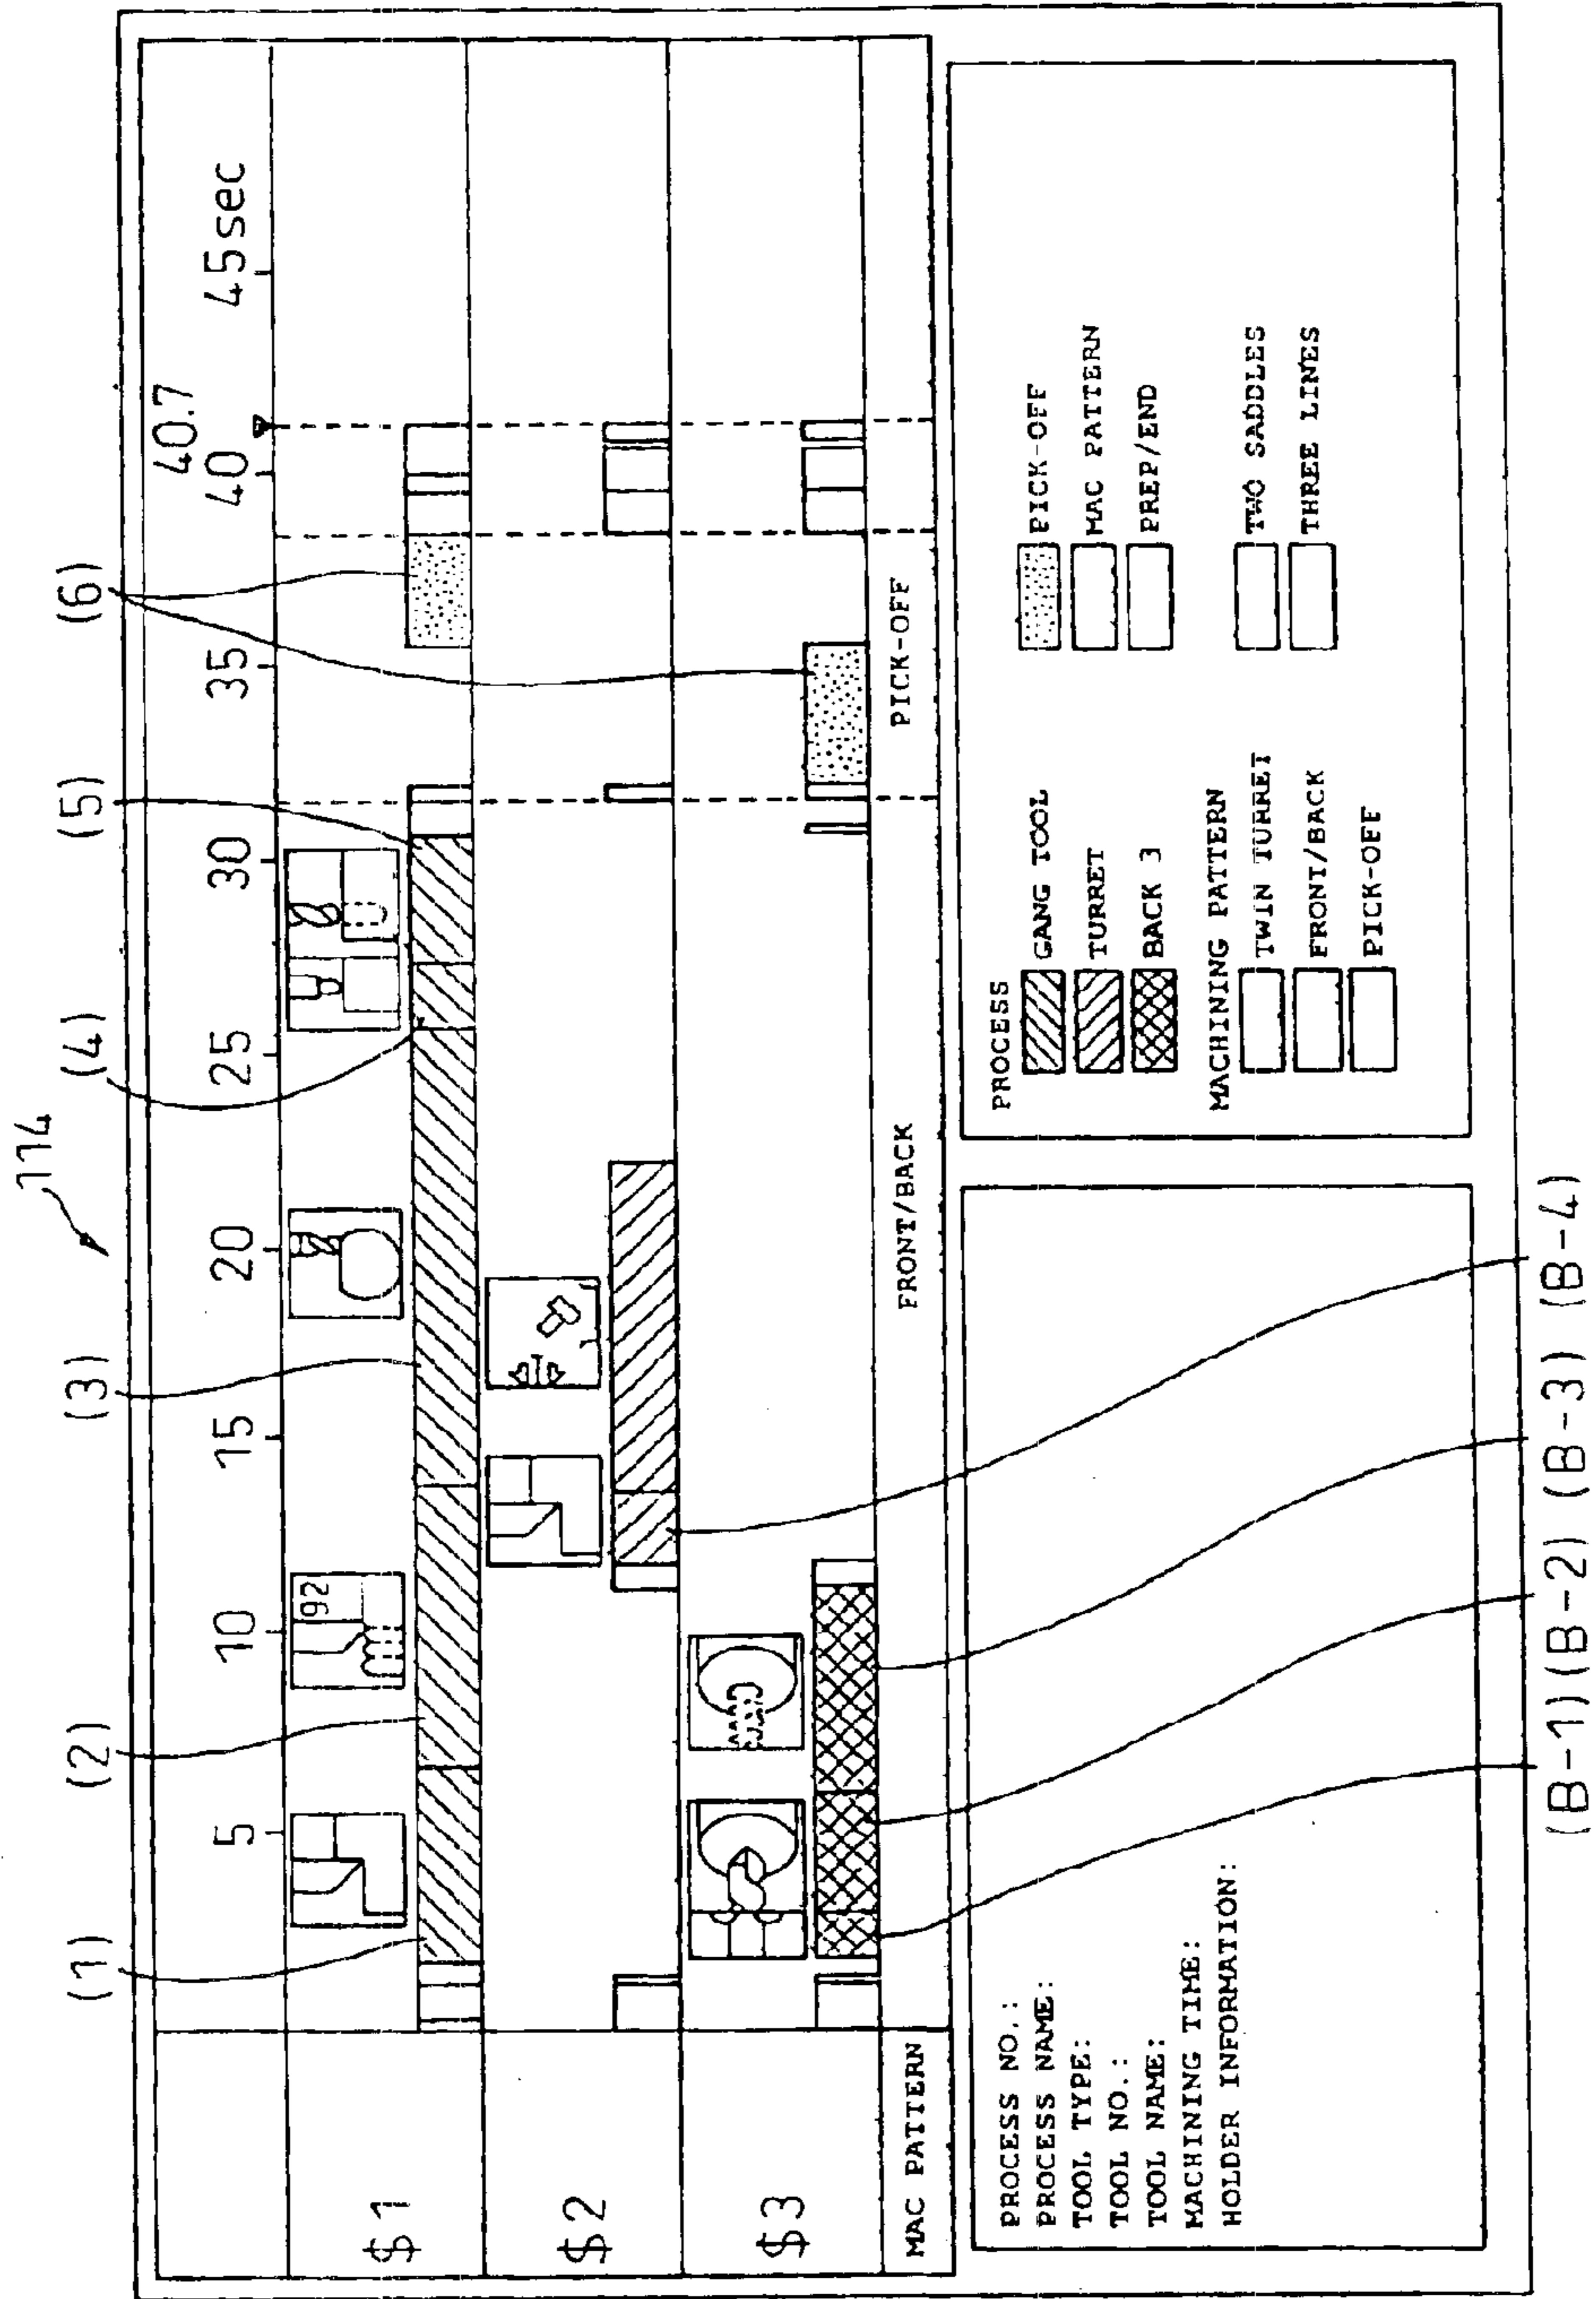 114
(1) (2) (3) (4) (5) (6)
40.7
5 10 15 20 25 30 35 40 45sec
$1
92
$2
$3
MAC PATTERN
FRONT/BACK
PICK-OFF
PROCESS NO.:
PROCESS NAME:
TOOL TYPE:
TOOL NO.:
TOOL NAME:
MACHINING TIME:
HOLDER INFORMATION:
PROCESS
GANG TOOL
TURRET
BACK 3
PICK-OFF
MAC PATTERN
PREP/END
MACHINING PATTERN
TWIN TURRET
FRONT/BACK
PICK-OFF
TWO SADDLES
THREE LINES
(B-1) (B-2) (B-3) (B-4)